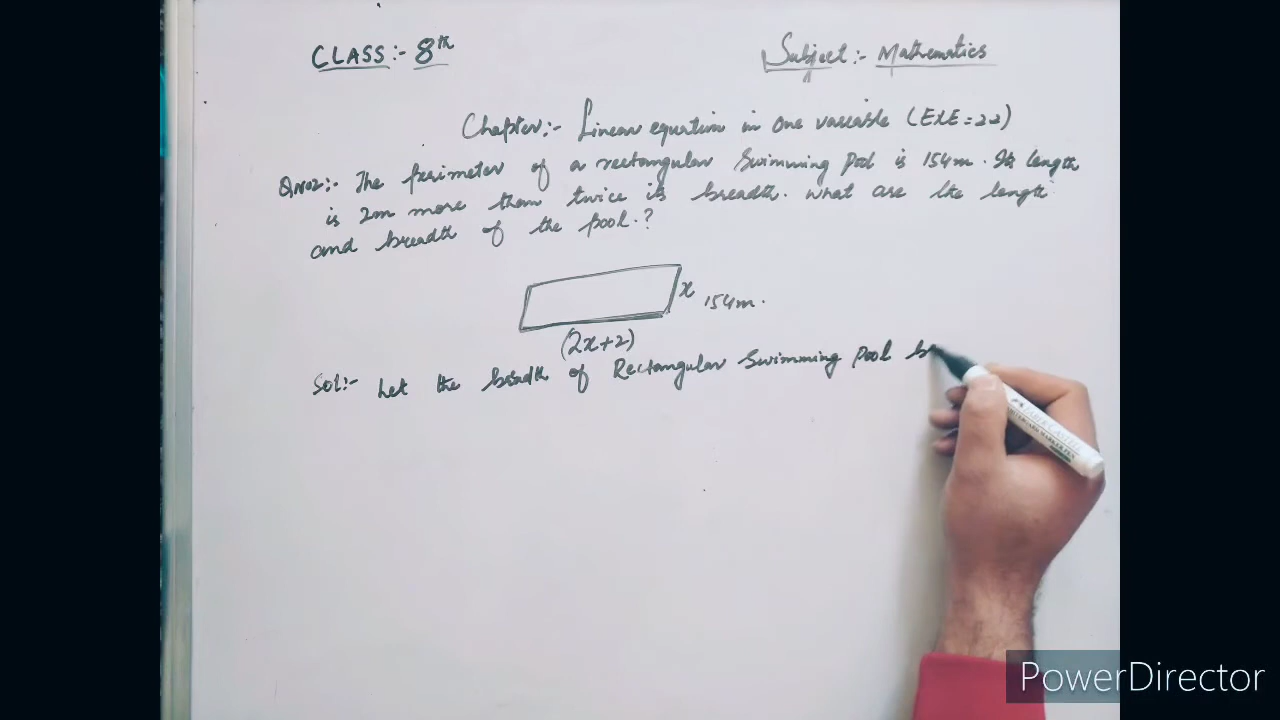 CLASS:- 8th
Subject:- Mathematics
Chapter:- Linear equation in one variable (EXE=2.2)
QNO2:- The perimeter of a rectangular Swimming pool is 154m. Its length
is 2m more than twice its breadth. What are the length
and breadth of the pool.?
x
154m.
(2x+2)
Sol:- Let the breadth of Rectangular Swimming pool be
PowerDirector